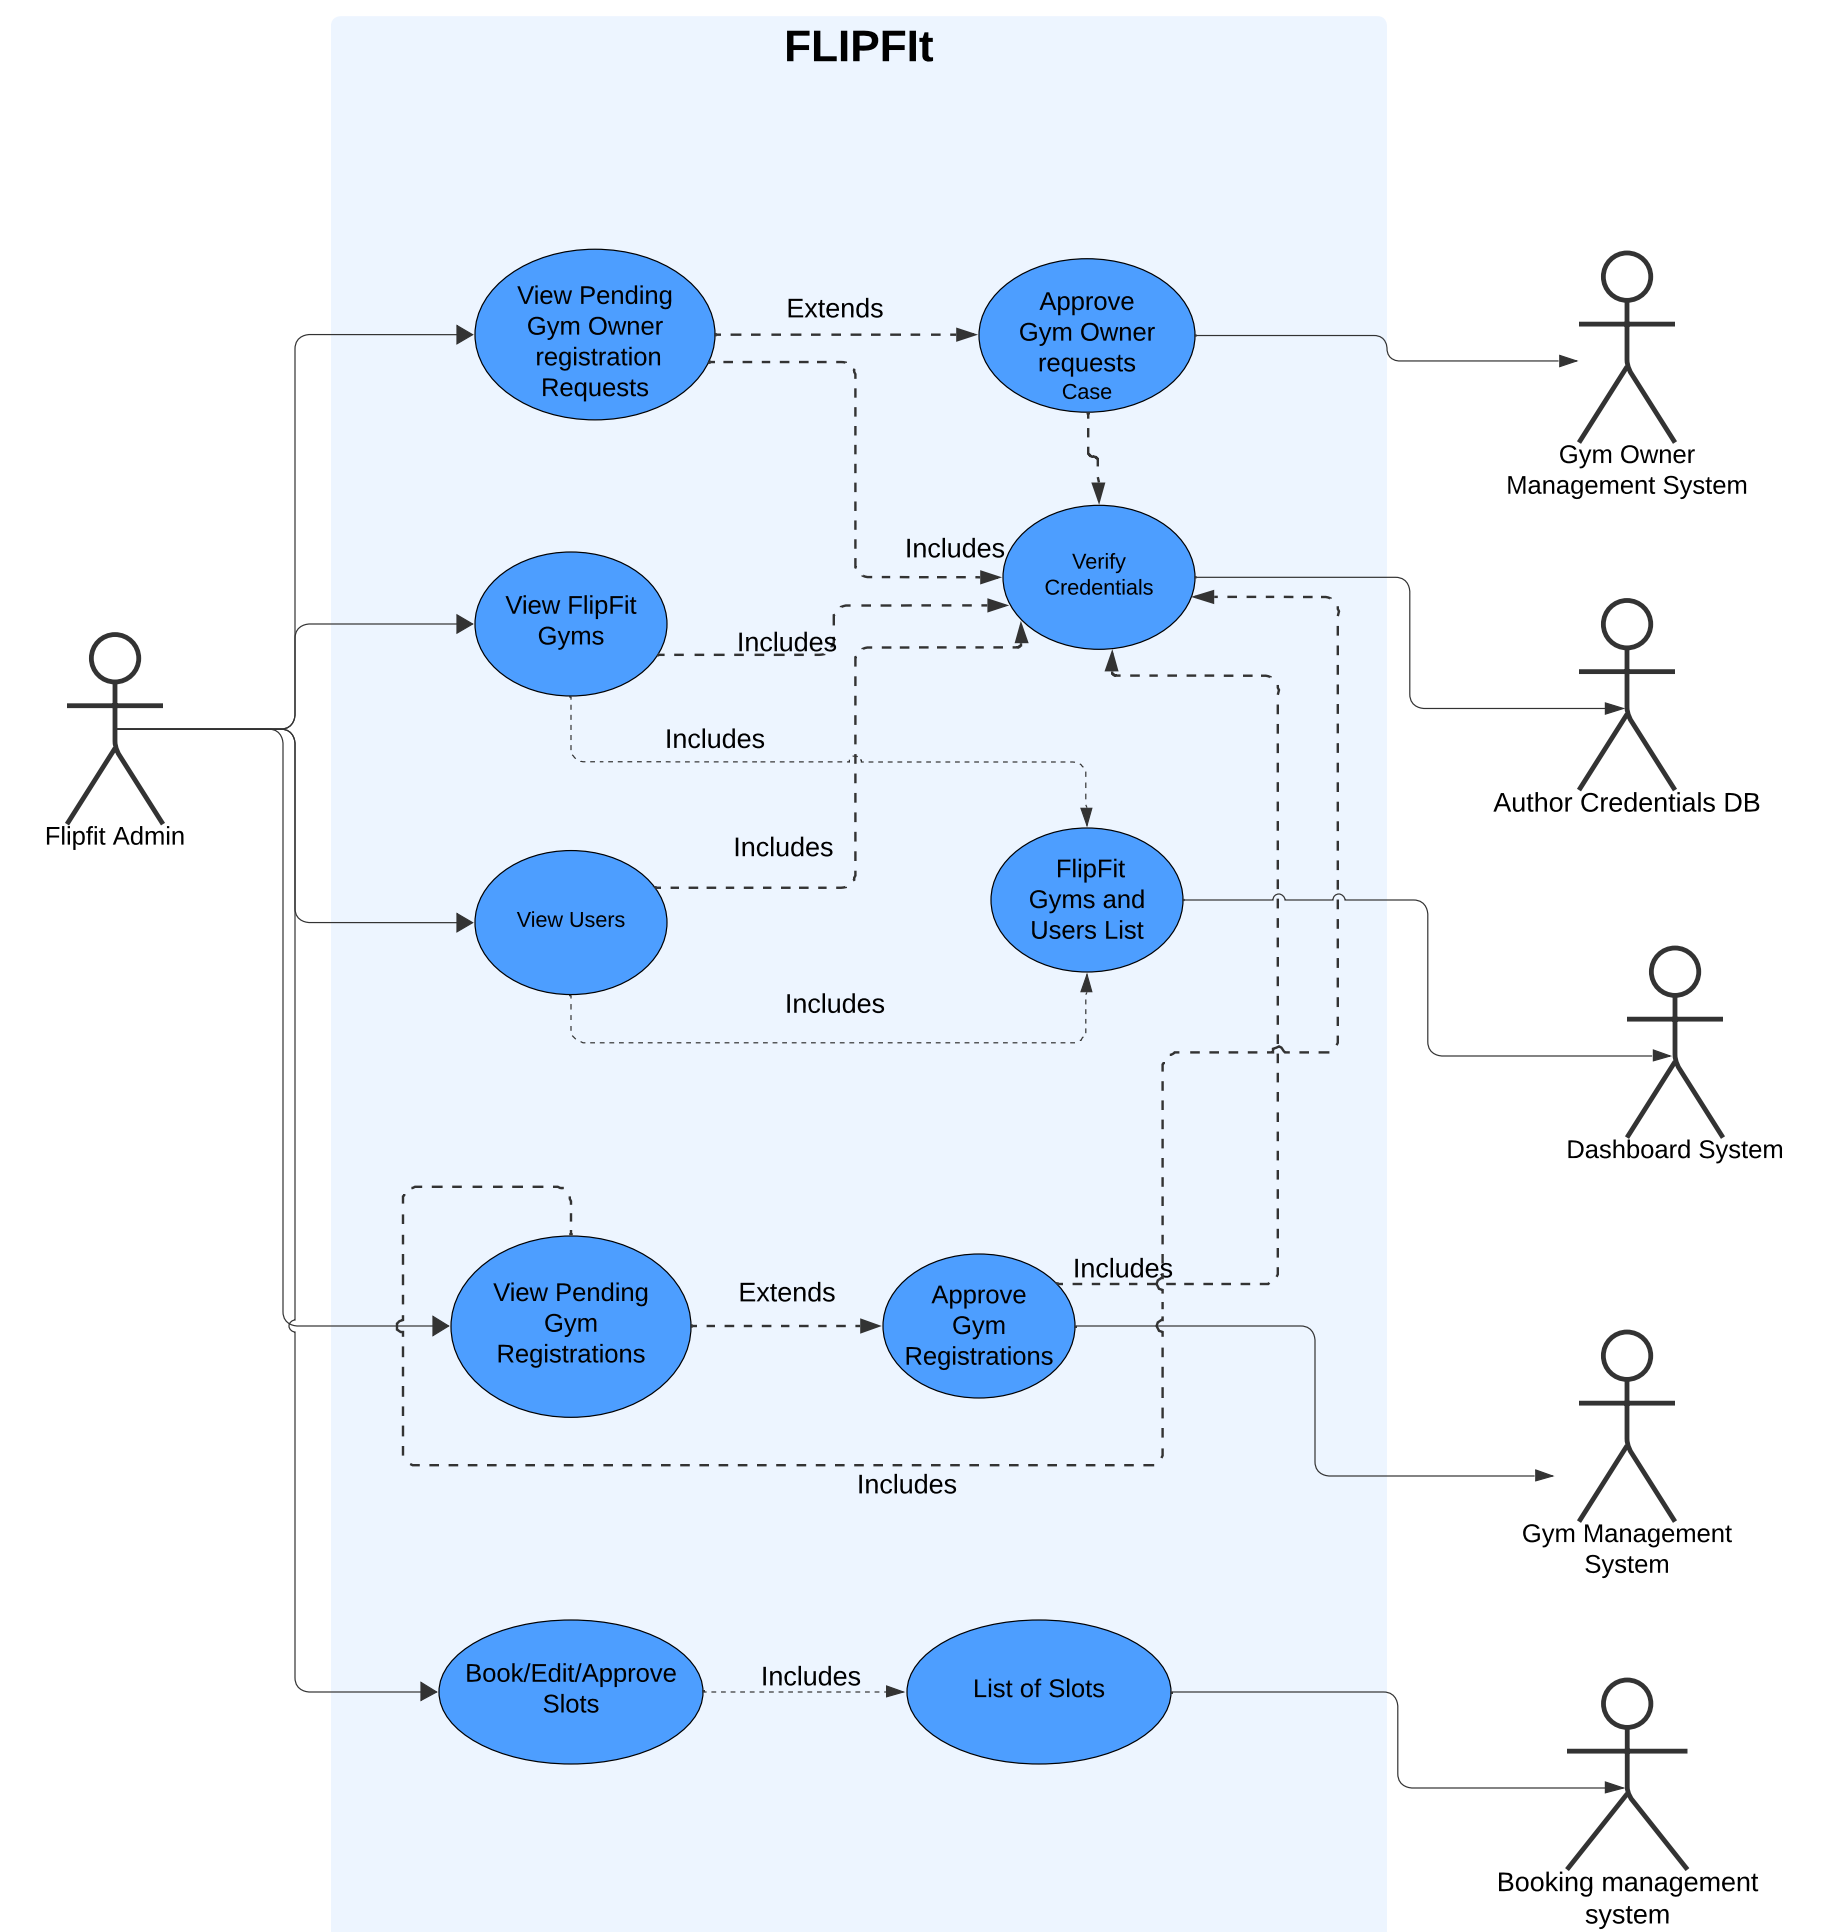 FLIPFIt
View Pending
Gym Owner
registration
Requests
Extends
Approve
Gym Owner
requests
Case
Gym Owner
Management System
Includes
Verify
Credentials
View FlipFit
Gyms
Includes
Author Credentials DB
Flipfit Admin
Includes
Includes
View Users
FlipFit
Gyms and
Users List
Includes
Dashboard System
View Pending
Gym
Registrations
Extends
Approve
Gym
Registrations
Includes
Includes
Gym Management
System
Book/Edit/Approve
Slots
Includes
List of Slots
Booking management
system